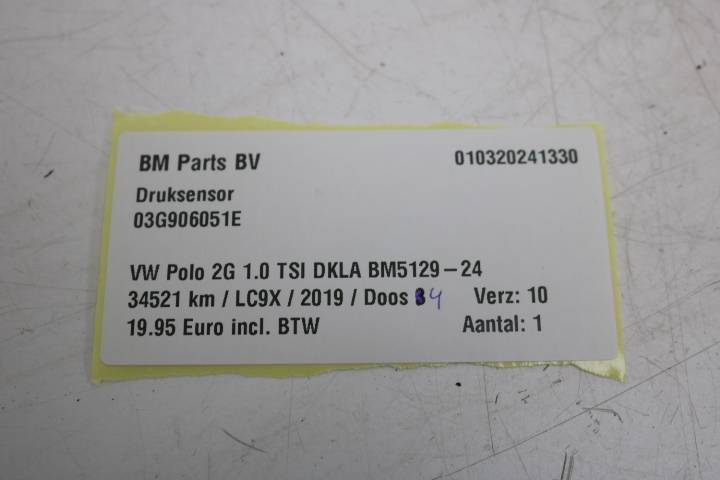 BM Parts BV 010320241330
Druksensor
03G906051E
VW Polo 2G 1.0 TSI DKLA BM5129-24
34521 km / LC9X / 2019 / Doos 4 Verz: 10
19.95 Euro incl. BTW Aantal: 1